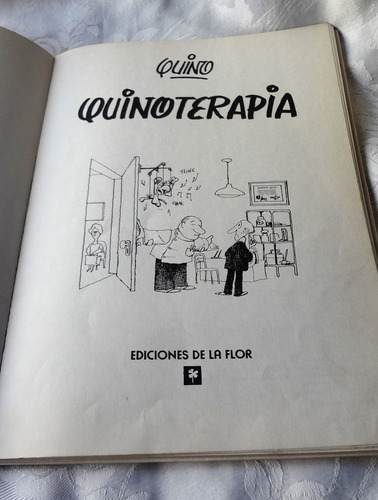 QUINO
QUINOTERAPIA
EDICIONES DE LA FLOR